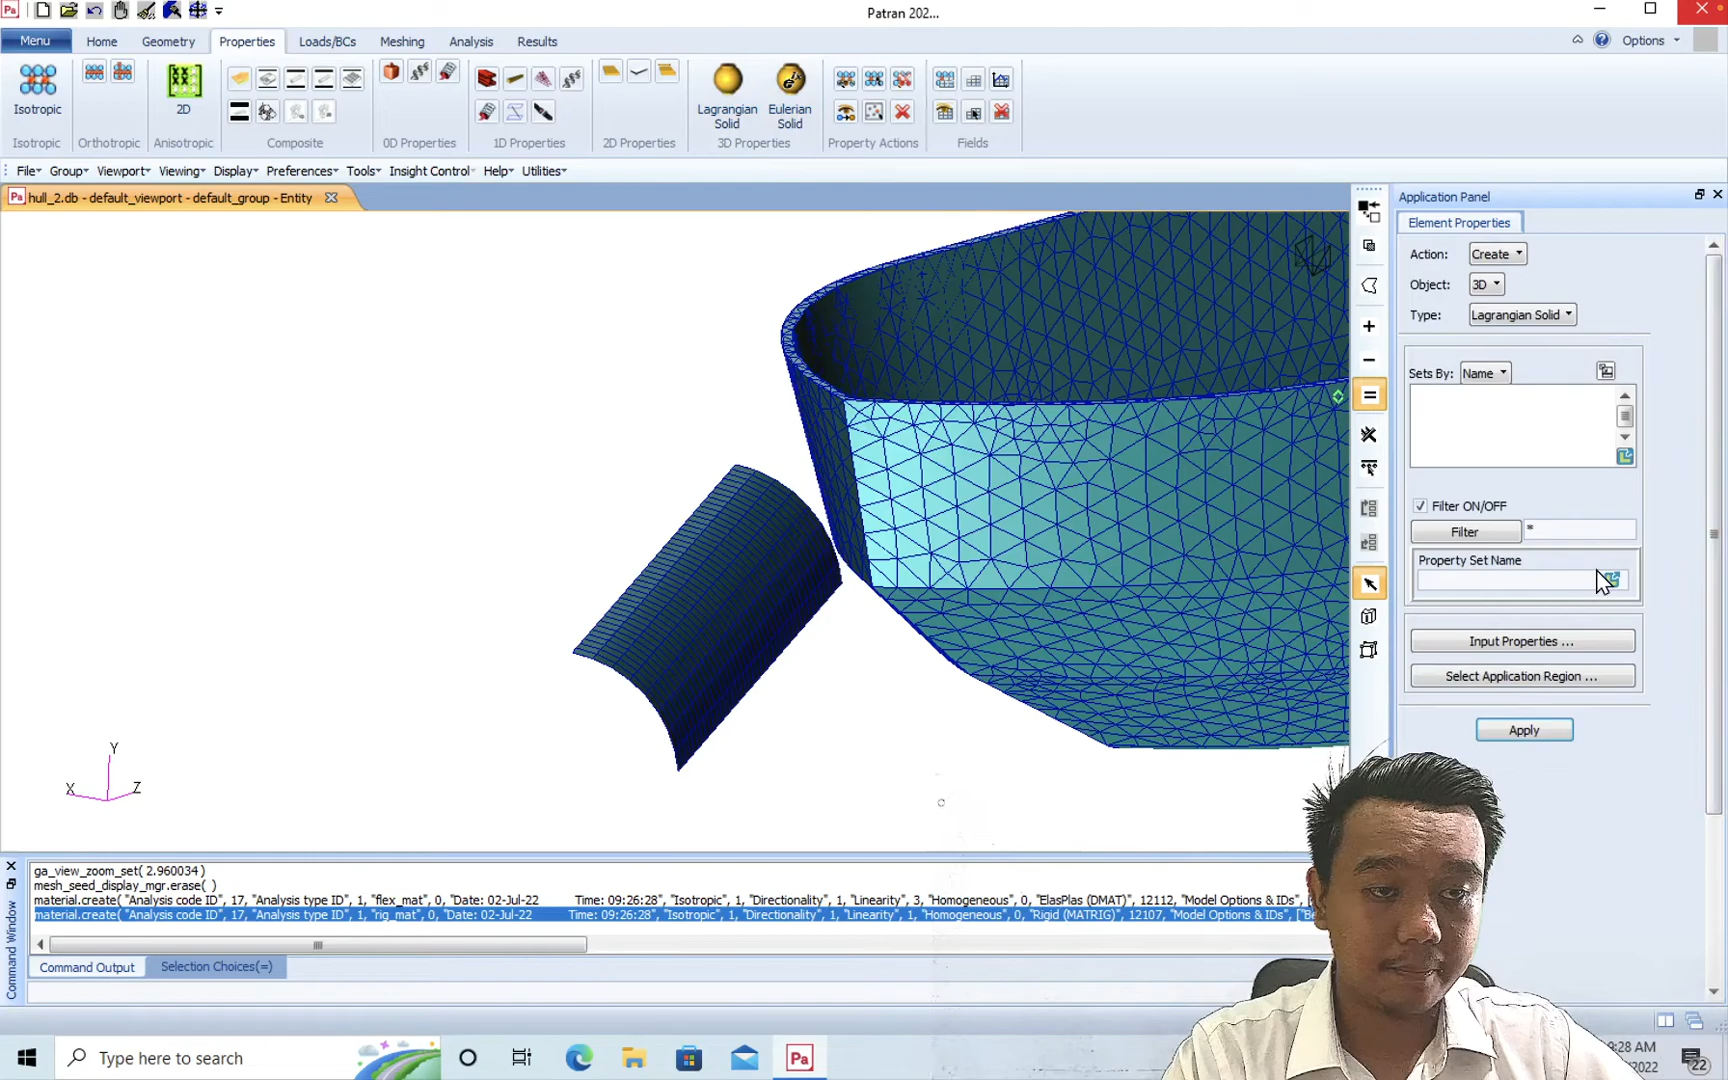 Pa
Patran 202...
Menu Home Geometry Properties Loads/BCs Meshing Analysis Results
Options
Isotropic
2D
Lagrangian Solid
Eulerian Solid
Isotropic Orthotropic Anisotropic Composite 0D Properties 1D Properties 2D Properties 3D Properties Property Actions Fields
File Group Viewport Viewing Display Preferences Tools Insight Control Help Utilities
Pa hull_2.db - default_viewport - default_group - Entity
Application Panel
Element Properties
Action: Create
Object: 3D
Type: Lagrangian Solid
Sets By: Name
Filter ON/OFF
Filter *
Property Set Name
Input Properties ...
Select Application Region ...
Apply
Y
X Z
ga_view_zoom_set( 2.960034 )
mesh_seed_display_mgr.erase( )
material.create( "Analysis code ID", 17, "Analysis type ID", 1, "flex_mat", 0, "Date: 02-Jul-22 Time: 09:26:28", "Isotropic", 1, "Directionality", 1, "Linearity", 3, "Homogeneous", 0, "ElasPlas (DMAT)", 12112, "Model Options & IDs",
material.create( "Analysis code ID", 17, "Analysis type ID", 1, "rig_mat", 0, "Date: 02-Jul-22 Time: 09:26:28", "Isotropic", 1, "Directionality", 1, "Linearity", 1, "Homogeneous", 0, "Rigid (MATRIG)", 12107, "Model Options & IDs",
Command Window
Command Output Selection Choices(=)
Type here to search
Pa
:28 AM
/2022
22